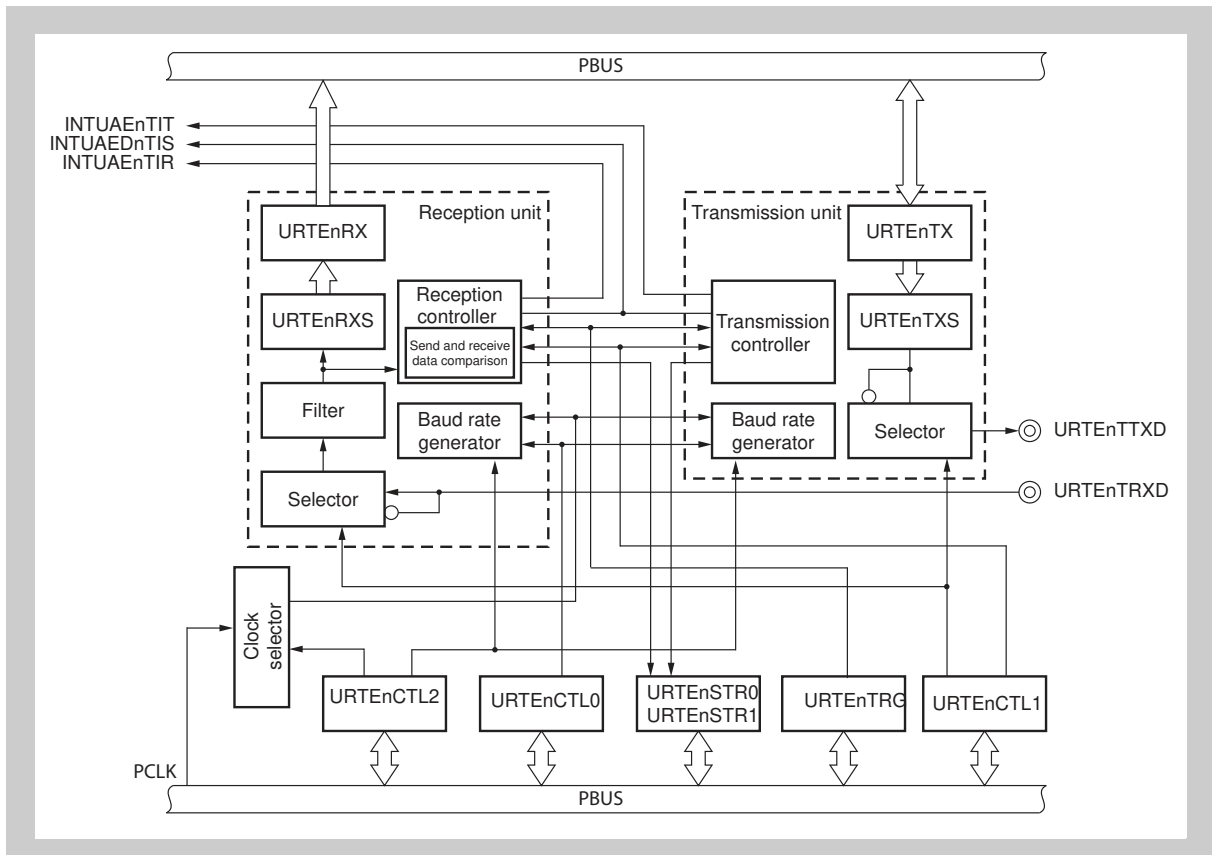 PBUS
INTUAEnTIT
INTUAEDnTIS
INTUAEnTIR
Reception unit
URTEnRX
URTEnRXS
Reception
controller
Send and receive
data comparison
Filter
Baud rate
generator
Selector
Transmission unit
URTEnTX
URTEnTXS
Transmission
controller
Baud rate
generator
Selector
URTEnTTXD
URTEnTRXD
Clock
selector
URTEnCTL2
URTEnCTL0
URTEnSTR0
URTEnSTR1
URTEnTRG
URTEnCTL1
PCLK
PBUS